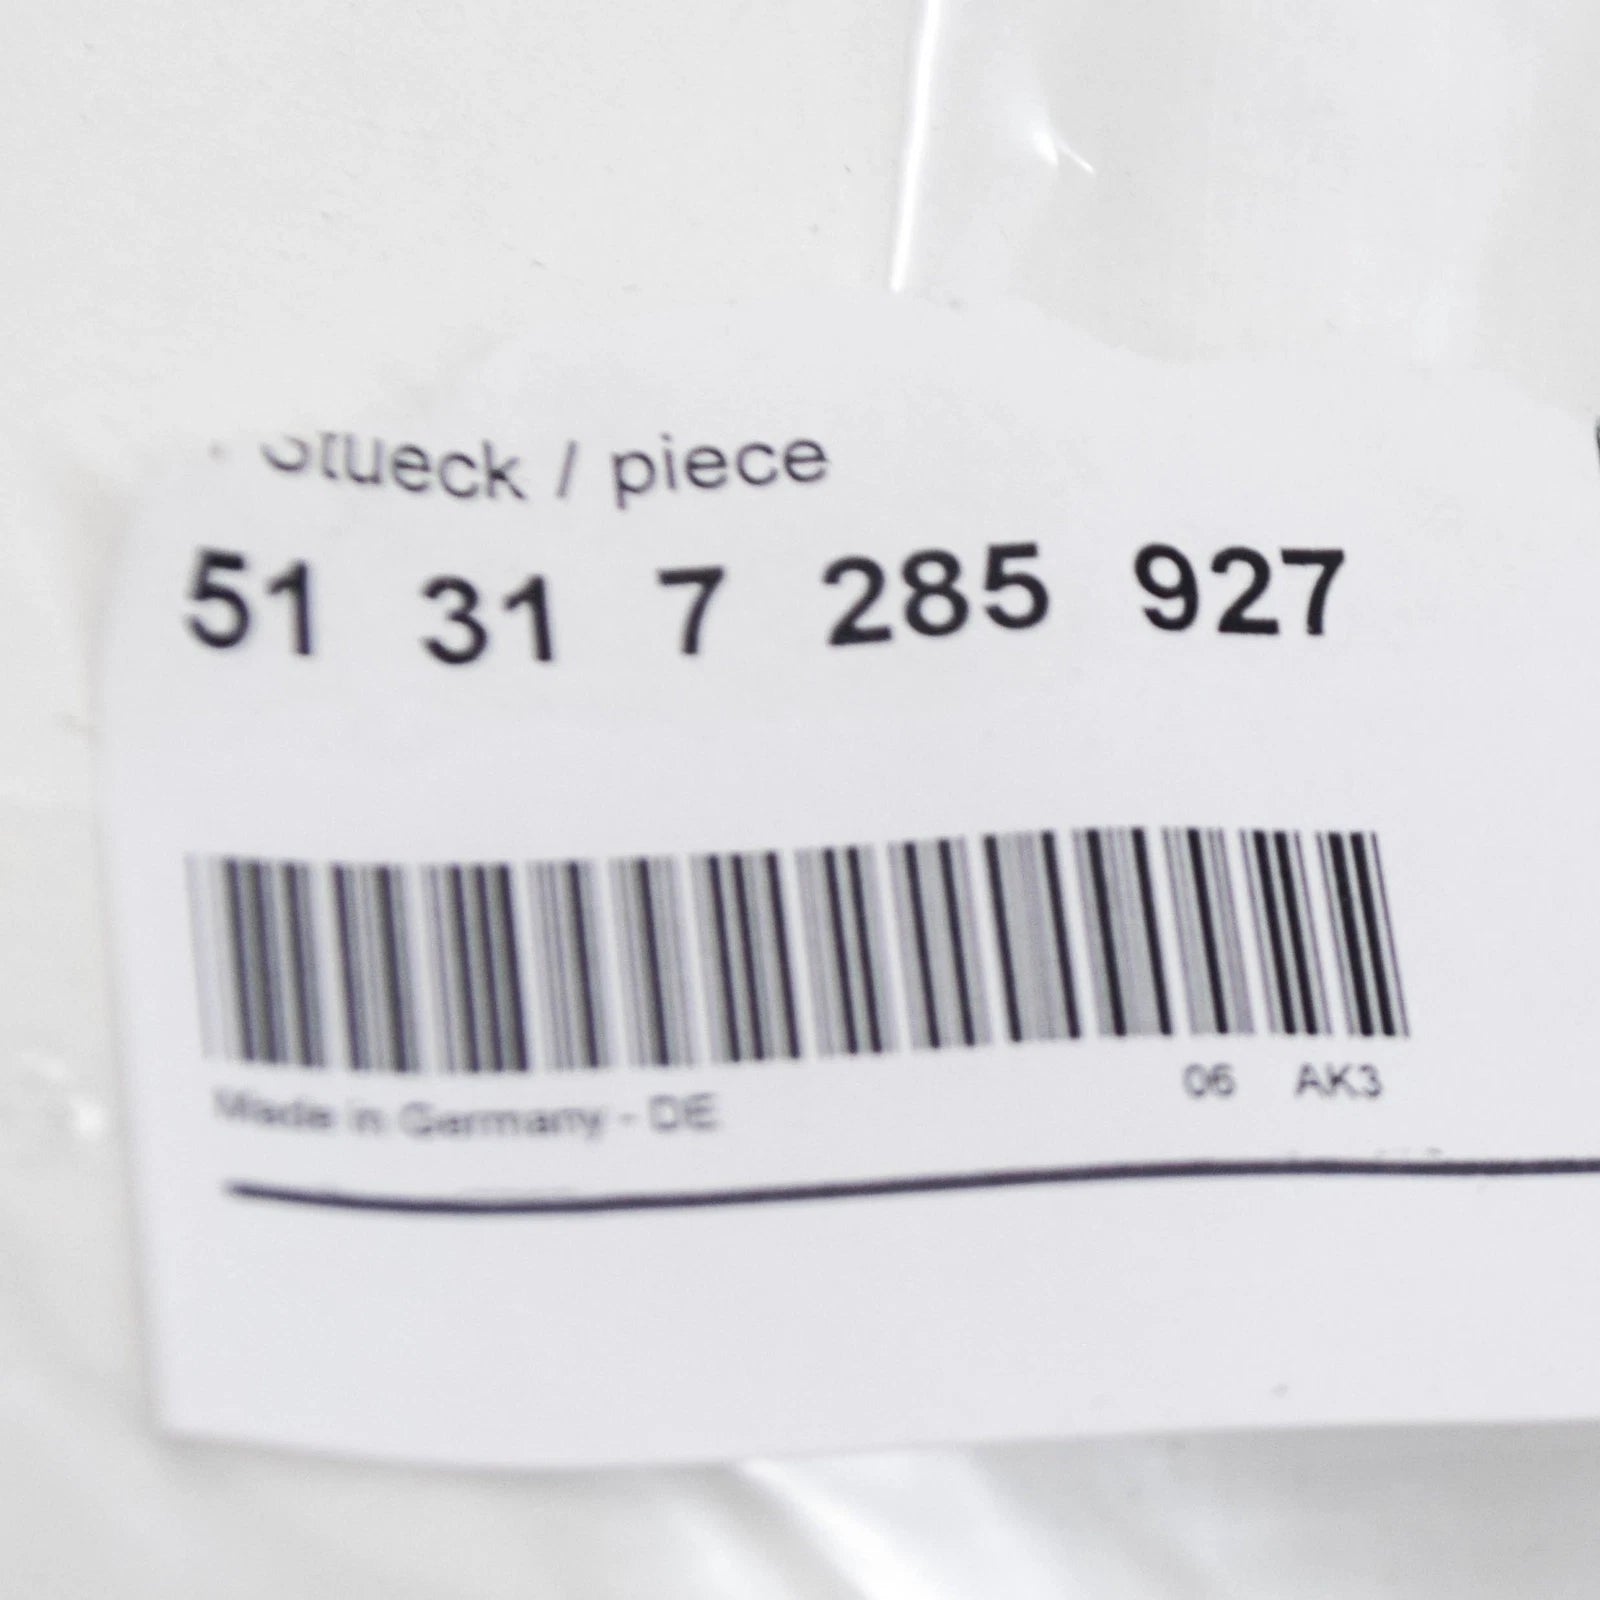 Stueck / piece
51 31 7 285 927
Made in Germany - DE
06 AK3